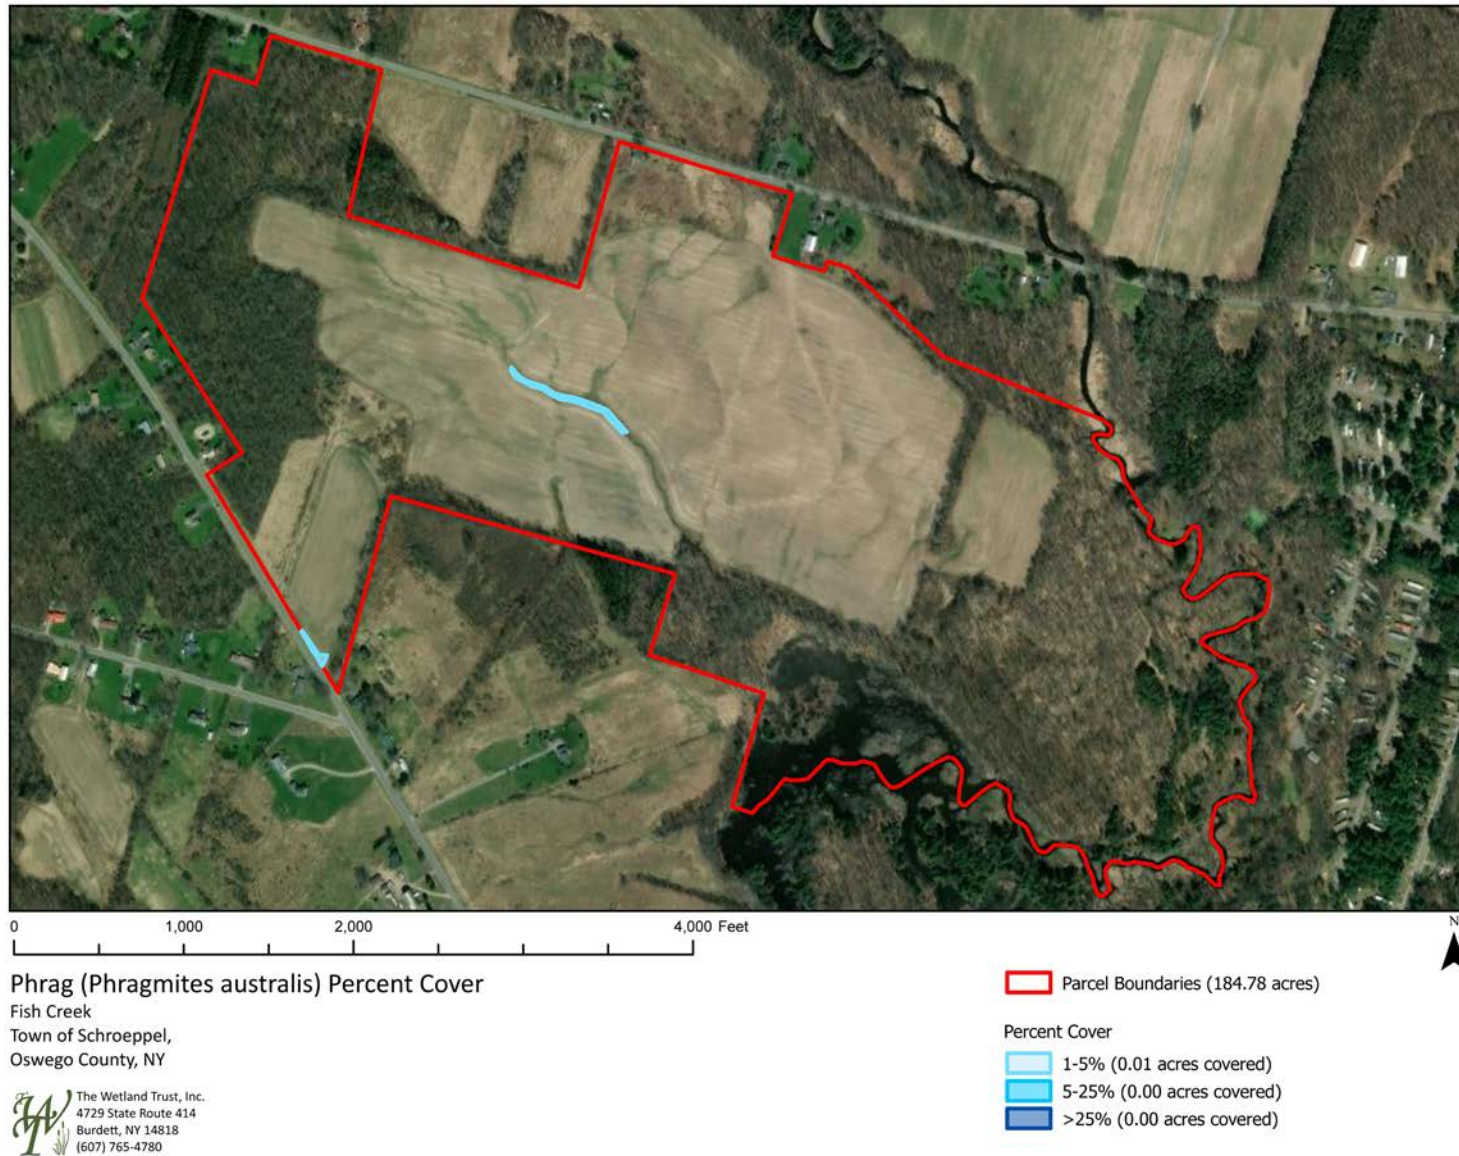 0 1,000 2,000 4,000 Feet
N
Phrag (Phragmites australis) Percent Cover
Fish Creek
Town of Schroeppel,
Oswego County, NY
The Wetland Trust, Inc.
4729 State Route 414
Burdett, NY 14818
(607) 765-4780
Parcel Boundaries (184.78 acres)
Percent Cover
1-5% (0.01 acres covered)
5-25% (0.00 acres covered)
>25% (0.00 acres covered)